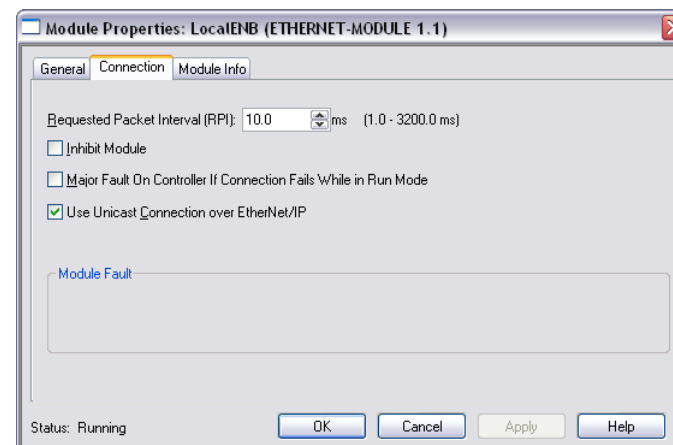 Module Properties: LocalENB (ETHERNET-MODULE 1.1)
General Connection Module Info
Requested Packet Interval (RPI): 10.0 ms (1.0 - 3200.0 ms)
Inhibit Module
Major Fault On Controller If Connection Fails While in Run Mode
Use Unicast Connection over EtherNet/IP
Module Fault
Status: Running OK Cancel Apply Help